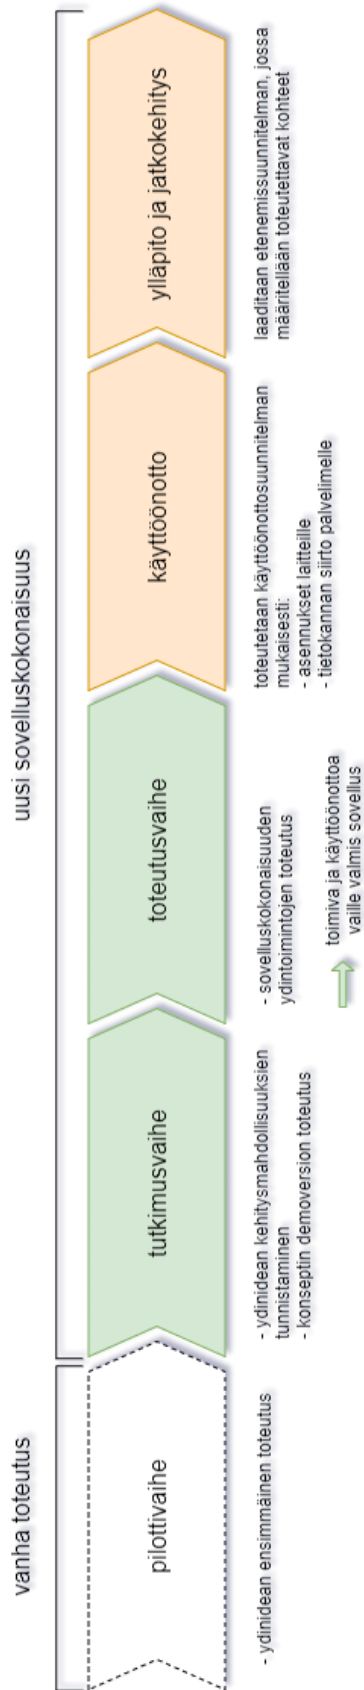 vanha toteutus
uusi sovelluskokonaisuus
pilottivaihe
tutkimusvaihe
toteutusvaihe
käyttöönotto
ylläpito ja jatkokehitys
- ydinidean ensimmäinen toteutus
- ydinidean kehitysmahdollisuuksien
tunnistaminen
- konseptin demoversion toteutus
- sovelluskokonaisuuden
ydintoimintojen toteutus
toimiva ja käyttöönottoa
vaille valmis sovellus
toteutetaan käyttöönottosuunnitelman
mukaisesti:
- asennukset laitteille
- tietokannan siirto palvelimelle
laaditaan etenemissuunnitelman, jossa
määritellään toteutettavat kohteet